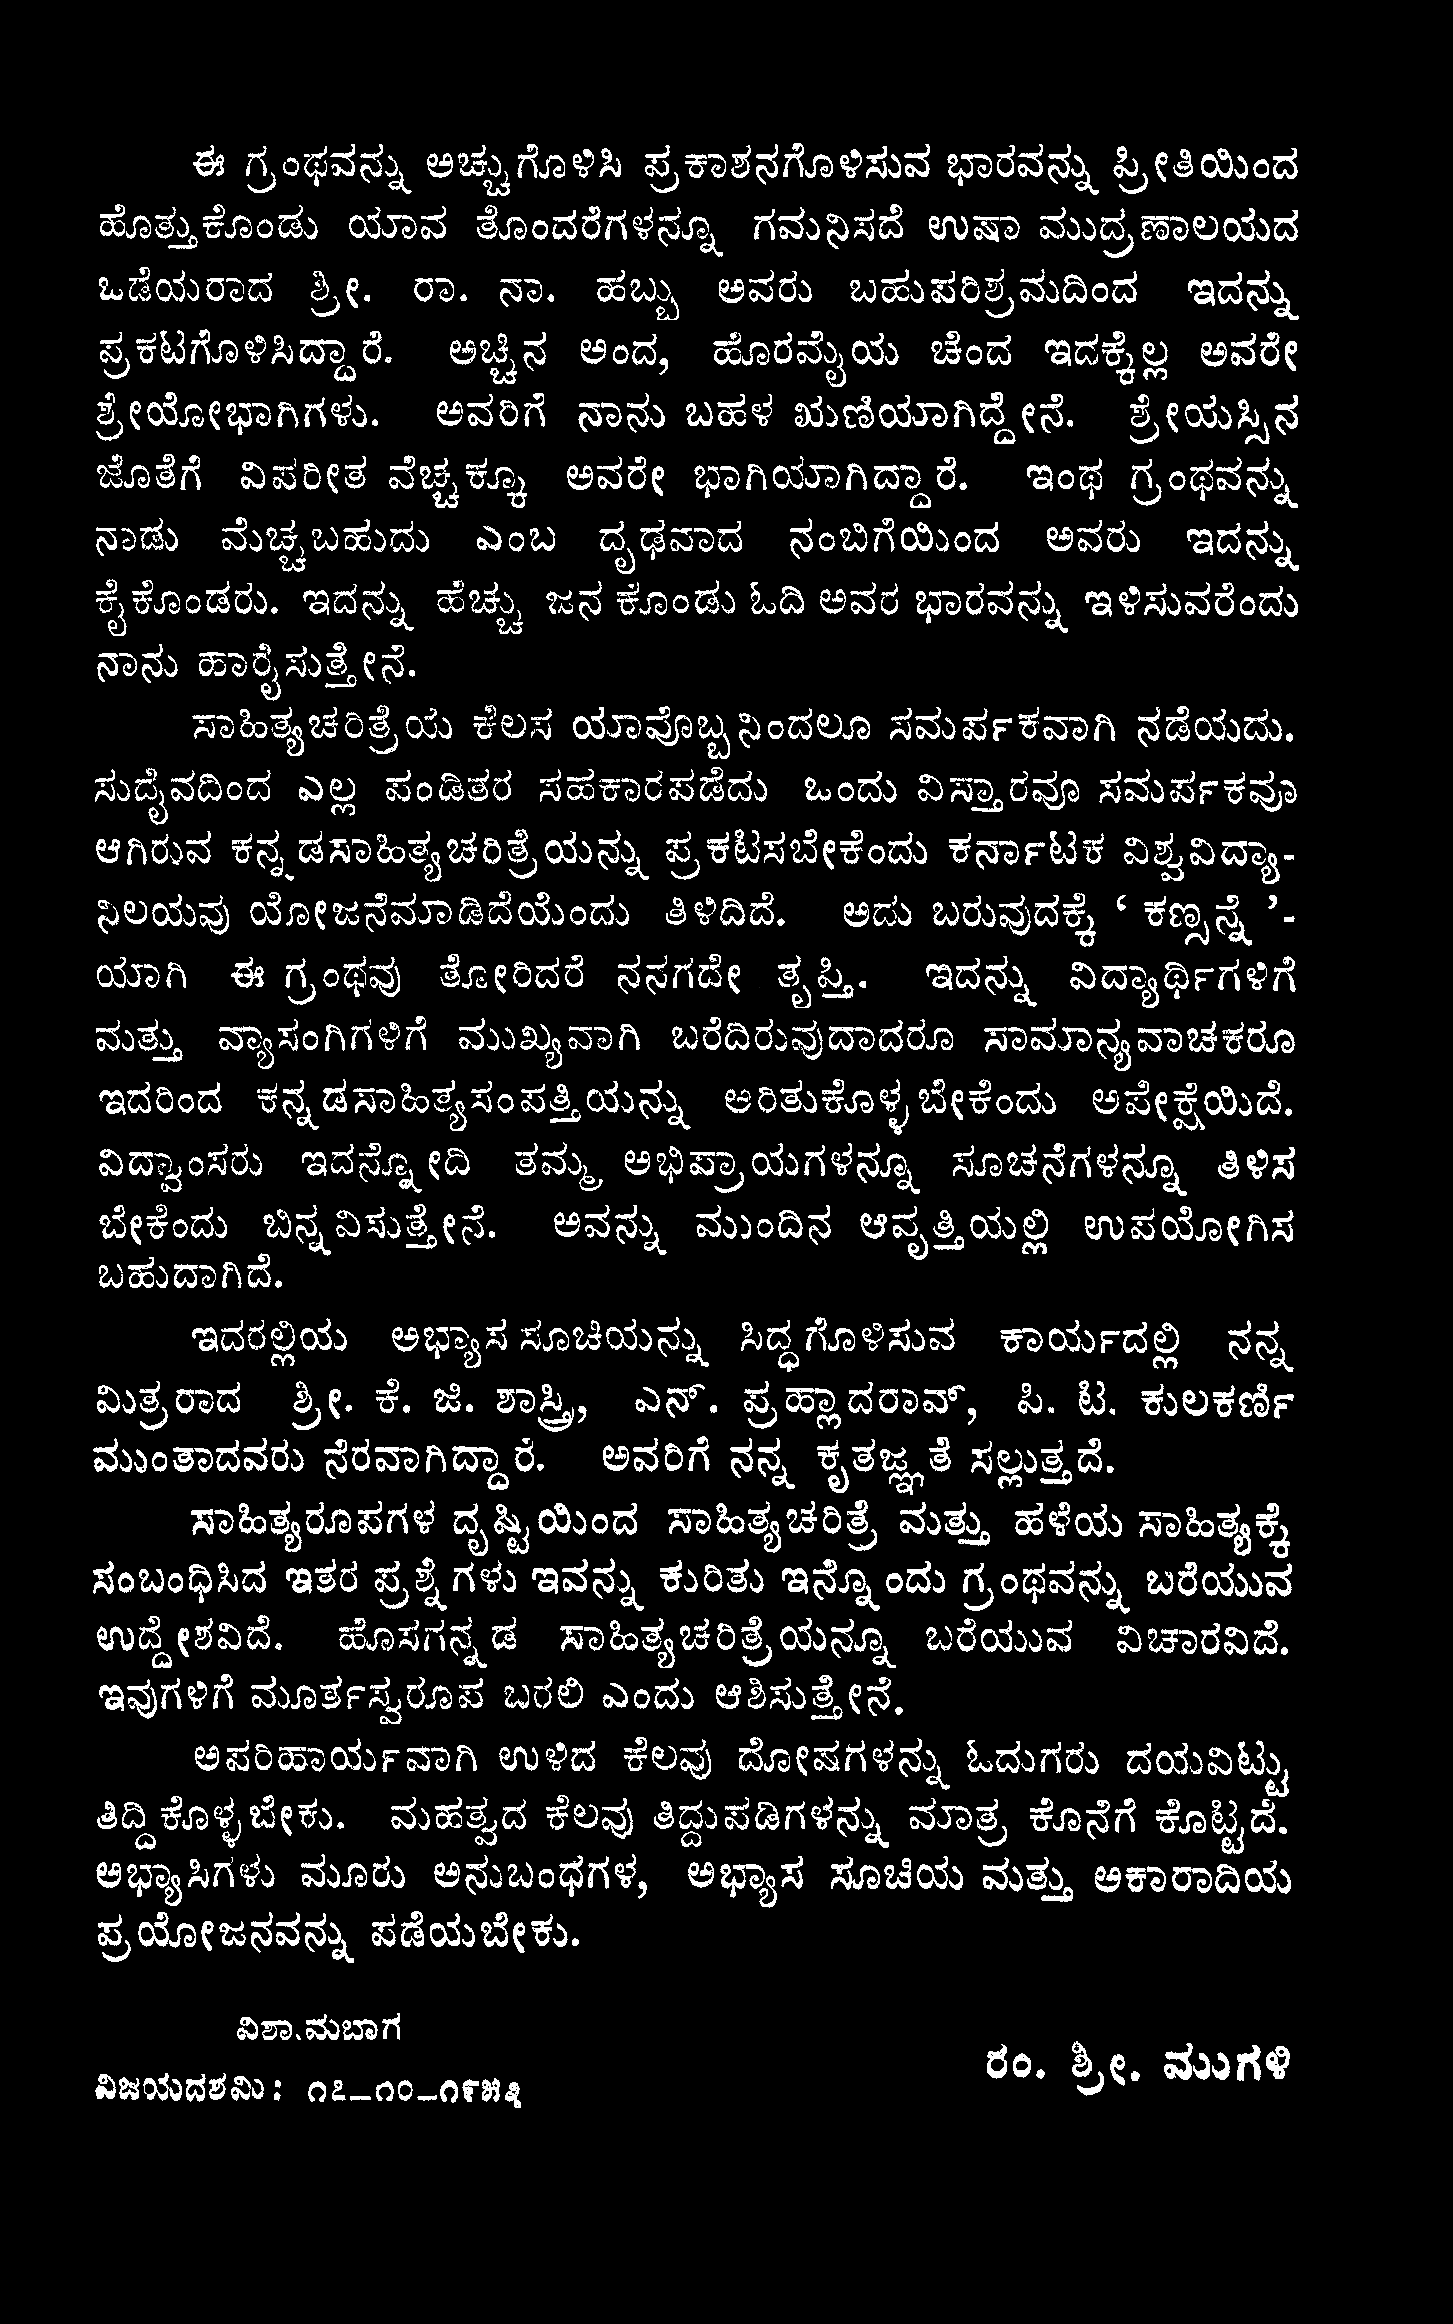 ಈ ಗ್ರಂಥವನ್ನು ಅಚ್ಚುಗೊಳಿಸಿ ಪ್ರಕಾಶನಗೊಳಿಸುವ ಭಾರವನ್ನು ಪ್ರೀತಿಯಿಂದ
ಹೊತ್ತುಕೊಂಡು ಯಾವ ತೊಂದರೆಗಳನ್ನೂ ಗಮನಿಸದೆ ಉಷಾ ಮುದ್ರಣಾಲಯದ
ಒಡೆಯರಾದ ಶ್ರೀ. ರಾ. ನಾ. ಹಬ್ಬು ಅವರು ಬಹುಪರಿಶ್ರಮದಿಂದ ಇದನ್ನು
ಪ್ರಕಟಗೊಳಿಸಿದ್ದಾರೆ. ಅಚ್ಚಿನ ಅಂದ, ಹೊರಮೈಯ ಚೆಂದ ಇದಕ್ಕೆಲ್ಲ ಅವರೇ
ಶ್ರೇಯೋಭಾಗಿಗಳು. ಅವರಿಗೆ ನಾನು ಬಹಳ ಋಣಿಯಾಗಿದ್ದೇನೆ. ಶ್ರೇಯಸ್ಸಿನ
ಜೊತೆಗೆ ವಿಪರೀತ ವೆಚ್ಚಕ್ಕೂ ಅವರೇ ಭಾಗಿಯಾಗಿದ್ದಾರೆ. ಇಂಥ ಗ್ರಂಥವನ್ನು
ನಾಡು ಮೆಚ್ಚಬಹುದು ಎಂಬ ದೃಢವಾದ ನಂಬಿಗೆಯಿಂದ ಅವರು ಇದನ್ನು
ಕೈಕೊಂಡರು. ಇದನ್ನು ಹೆಚ್ಚು ಜನ ಕೊಂಡು ಓದಿ ಅವರ ಭಾರವನ್ನು ಇಳಿಸುವರೆಂದು
ನಾನು ಹಾರೈಸುತ್ತೇನೆ.
ಸಾಹಿತ್ಯಚರಿತ್ರೆಯ ಕೆಲಸ ಯಾವೊಬ್ಬನಿಂದಲೂ ಸಮರ್ಪಕವಾಗಿ ನಡೆಯದು.
ಸುದೈವದಿಂದ ಎಲ್ಲ ಪಂಡಿತರ ಸಹಕಾರಪಡೆದು ಒಂದು ವಿಸ್ತಾರವೂ ಸಮರ್ಪಕವೂ
ಆಗಿರುವ ಕನ್ನಡಸಾಹಿತ್ಯಚರಿತ್ರೆಯನ್ನು ಪ್ರಕಟಿಸಬೇಕೆಂದು ಕರ್ನಾಟಕ ವಿಶ್ವವಿದ್ಯಾ-
ನಿಲಯವು ಯೋಜನೆಮಾಡಿದೆಯೆಂದು ತಿಳಿದಿದೆ. ಅದು ಬರುವುದಕ್ಕೆ ‘ ಕಣ್ಸನ್ನೆ ’-
ಯಾಗಿ ಈ ಗ್ರಂಥವು ತೋರಿದರೆ ನನಗದೇ ತೃಪ್ತಿ. ಇದನ್ನು ವಿದ್ಯಾರ್ಥಿಗಳಿಗೆ
ಮತ್ತು ವ್ಯಾಸಂಗಿಗಳಿಗೆ ಮುಖ್ಯವಾಗಿ ಬರೆದಿರುವುದಾದರೂ ಸಾಮಾನ್ಯವಾಚಕರೂ
ಇದರಿಂದ ಕನ್ನಡಸಾಹಿತ್ಯಸಂಪತ್ತಿಯನ್ನು ಅರಿತುಕೊಳ್ಳಬೇಕೆಂದು ಅಪೇಕ್ಷೆಯಿದೆ.
ವಿದ್ವಾಂಸರು ಇದನ್ನೋದಿ ತಮ್ಮ ಅಭಿಪ್ರಾಯಗಳನ್ನೂ ಸೂಚನೆಗಳನ್ನೂ ತಿಳಿಸ
ಬೇಕೆಂದು ಬಿನ್ನವಿಸುತ್ತೇನೆ. ಅವನ್ನು ಮುಂದಿನ ಆವೃತ್ತಿಯಲ್ಲಿ ಉಪಯೋಗಿಸ
ಬಹುದಾಗಿದೆ.
ಇದರಲ್ಲಿಯ ಅಭ್ಯಾಸ ಸೂಚಿಯನ್ನು ಸಿದ್ಧಗೊಳಿಸುವ ಕಾರ್ಯದಲ್ಲಿ ನನ್ನ
ಮಿತ್ರರಾದ ಶ್ರೀ. ಕೆ. ಜಿ. ಶಾಸ್ತ್ರಿ, ಎನ್. ಪ್ರಹ್ಲಾದರಾವ್, ಪಿ. ಟಿ. ಕುಲಕರ್ಣಿ
ಮುಂತಾದವರು ನೆರವಾಗಿದ್ದಾರೆ. ಅವರಿಗೆ ನನ್ನ ಕೃತಜ್ಞತೆ ಸಲ್ಲುತ್ತದೆ.
ಸಾಹಿತ್ಯರೂಪಗಳ ದೃಷ್ಟಿಯಿಂದ ಸಾಹಿತ್ಯಚರಿತ್ರೆ ಮತ್ತು ಹಳೆಯ ಸಾಹಿತ್ಯಕ್ಕೆ
ಸಂಬಂಧಿಸಿದ ಇತರ ಪ್ರಶ್ನೆಗಳು ಇವನ್ನು ಕುರಿತು ಇನ್ನೊಂದು ಗ್ರಂಥವನ್ನು ಬರೆಯುವ
ಉದ್ದೇಶವಿದೆ. ಹೊಸಗನ್ನಡ ಸಾಹಿತ್ಯಚರಿತ್ರೆಯನ್ನೂ ಬರೆಯುವ ವಿಚಾರವಿದೆ.
ಇವುಗಳಿಗೆ ಮೂರ್ತಸ್ವರೂಪ ಬರಲಿ ಎಂದು ಆಶಿಸುತ್ತೇನೆ.
ಅಪರಿಹಾರ್ಯವಾಗಿ ಉಳಿದ ಕೆಲವು ದೋಷಗಳನ್ನು ಓದುಗರು ದಯವಿಟ್ಟು
ತಿದ್ದಿಕೊಳ್ಳಬೇಕು. ಮಹತ್ವದ ಕೆಲವು ತಿದ್ದುಪಡಿಗಳನ್ನು ಮಾತ್ರ ಕೊನೆಗೆ ಕೊಟ್ಟಿದೆ.
ಅಭ್ಯಾಸಿಗಳು ಮೂರು ಅನುಬಂಧಗಳ, ಅಭ್ಯಾಸ ಸೂಚಿಯ ಮತ್ತು ಅಕಾರಾದಿಯ
ಪ್ರಯೋಜನವನ್ನು ಪಡೆಯಬೇಕು.
ವಿಶ್ರಾ.ಮಬಾಗ
ವಿಜಯದಶಮಿ : ೧೭–೧೦–೧೯೫೩
ರಂ. ಶ್ರೀ. ಮುಗಳಿ